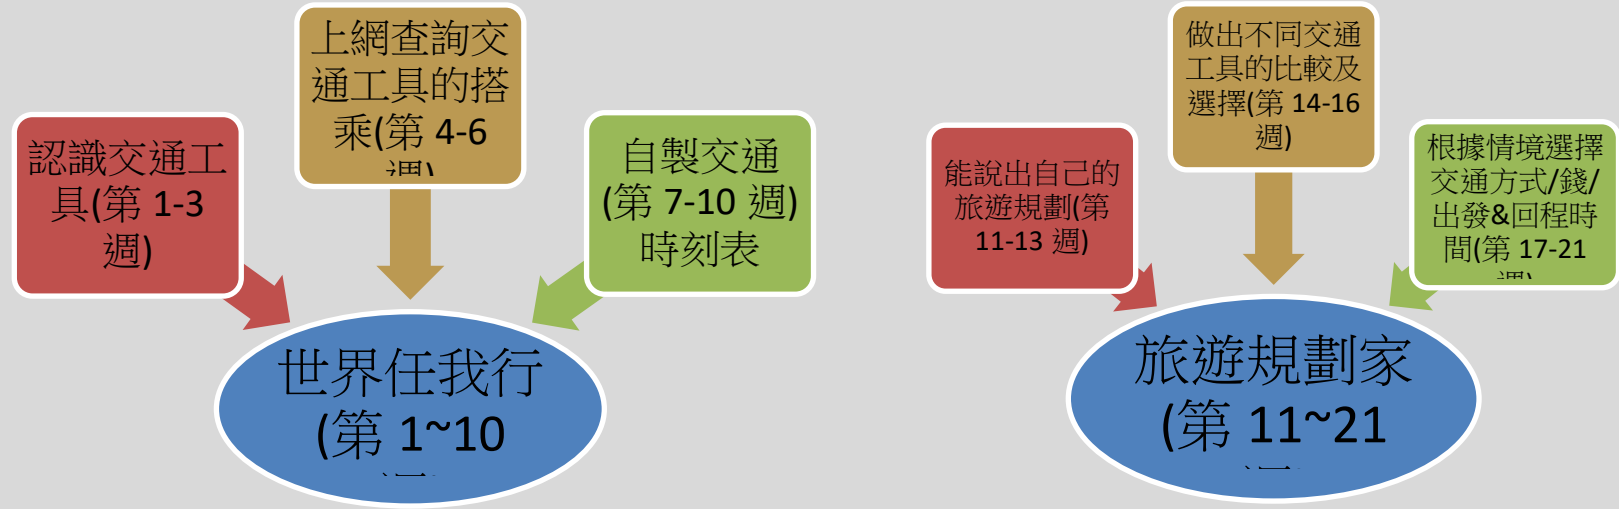 認識交通工
具(第 1-3
週)
上網查詢交
通工具的搭
乘(第 4-6
週)
自製交通
(第 7-10 週)
時刻表
世界任我行
(第 1~10
能說出自己的
旅遊規劃(第
11-13 週)
做出不同交通
工具的比較及
選擇(第 14-16
週)
根據情境選擇
交通方式/錢/
出發&回程時
間(第 17-21
週)
旅遊規劃家
(第 11~21